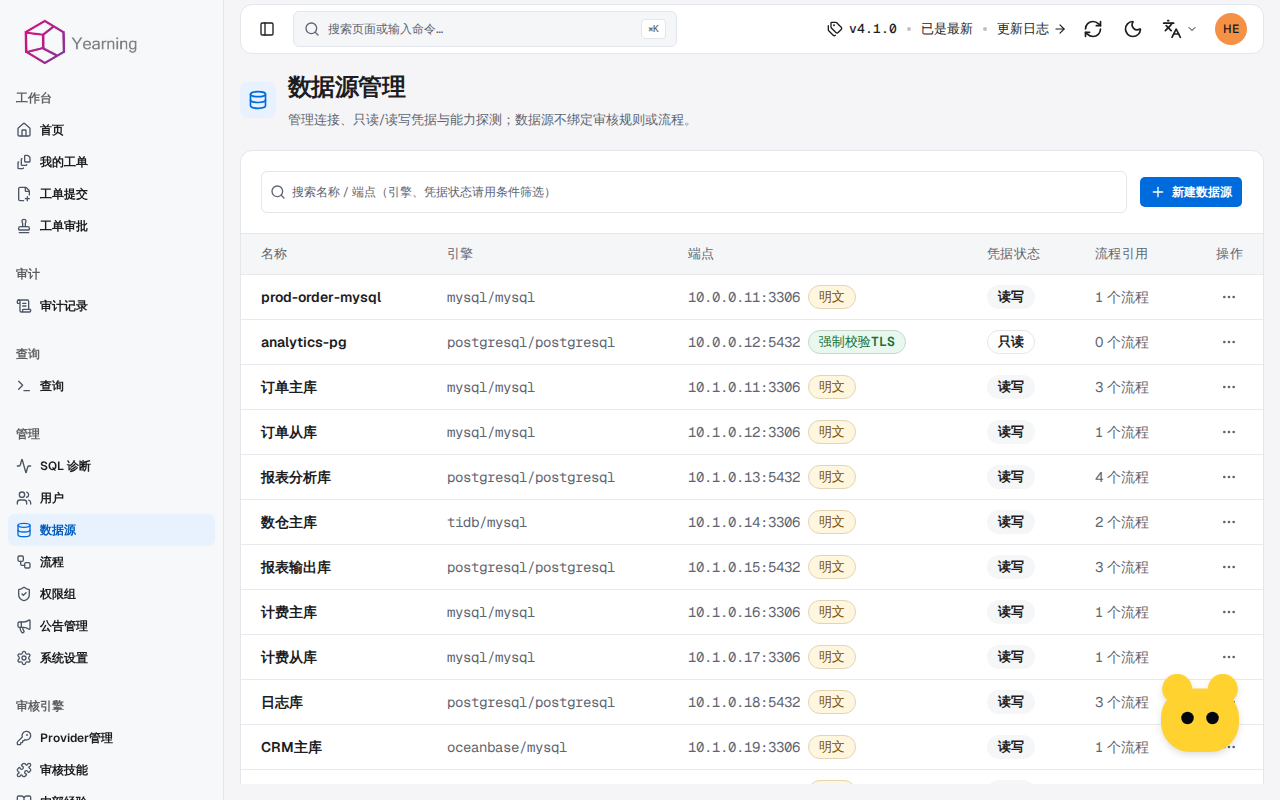 Yearning
工作台
首页
我的工单
工单提交
工单审批
审计
审计记录
查询
查询
管理
SQL 诊断
用户
数据源
流程
权限组
公告管理
系统设置
审核引擎
Provider管理
审核技能
搜索页面或输入命令… ⌘K v4.1.0 • 已是最新 • 更新日志 → HE
数据源管理
管理连接、只读/读写凭据与能力探测；数据源不绑定审核规则或流程。
搜索名称 / 端点（引擎、凭据状态请用条件筛选） 新建数据源
名称 引擎 端点 凭据状态 流程引用 操作
prod-order-mysql mysql/mysql 10.0.0.11:3306 明文 读写 1 个流程 ···
analytics-pg postgresql/postgresql 10.0.0.12:5432 强制校验TLS 只读 0 个流程 ···
订单主库 mysql/mysql 10.1.0.11:3306 明文 读写 3 个流程 ···
订单从库 mysql/mysql 10.1.0.12:3306 明文 读写 1 个流程 ···
报表分析库 postgresql/postgresql 10.1.0.13:5432 明文 读写 4 个流程 ···
数仓主库 tidb/mysql 10.1.0.14:3306 明文 读写 2 个流程 ···
报表输出库 postgresql/postgresql 10.1.0.15:5432 明文 读写 3 个流程 ···
计费主库 mysql/mysql 10.1.0.16:3306 明文 读写 1 个流程 ···
计费从库 mysql/mysql 10.1.0.17:3306 明文 读写 1 个流程 ···
日志库 postgresql/postgresql 10.1.0.18:5432 明文 读写 3 个流程
CRM主库 oceanbase/mysql 10.1.0.19:3306 明文 读写 1 个流程